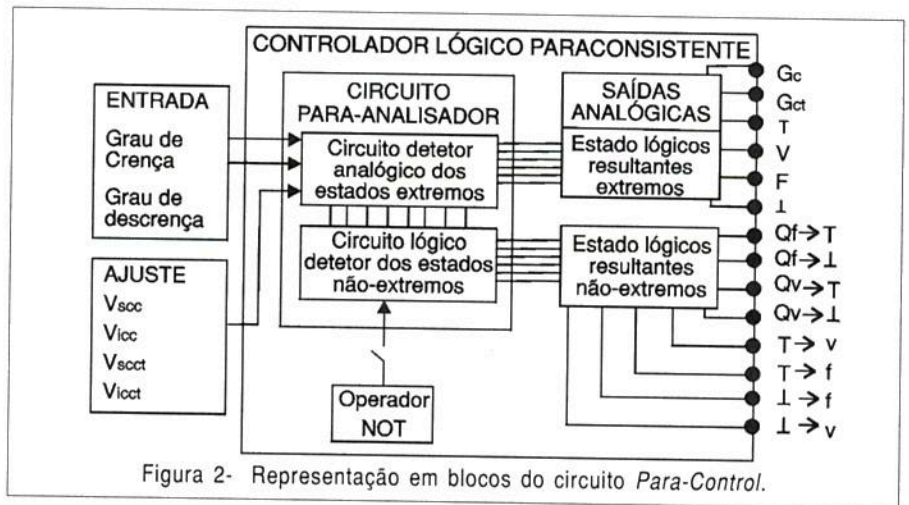 CONTROLADOR LÓGICO PARACONSISTENTE
ENTRADA
Grau de
Crença
Grau de
descrença
AJUSTE
Vscc
Vicc
Vscct
Vicct
CIRCUITO
PARA-ANALISADOR
Circuito detetor
analógico dos
estados extremos
Circuito lógico
detetor dos estados
não-extremos
Operador
NOT
SAÍDAS
ANALÓGICAS
Estado lógicos
resultantes
extremos
Estado lógicos
resultantes
não-extremos
Gc
Gct
T
V
F
⊥
Qf→T
Qf→⊥
Qv→T
Qv→⊥
T→v
T→f
⊥→f
⊥→v
Figura 2- Representação em blocos do circuito Para-Control.